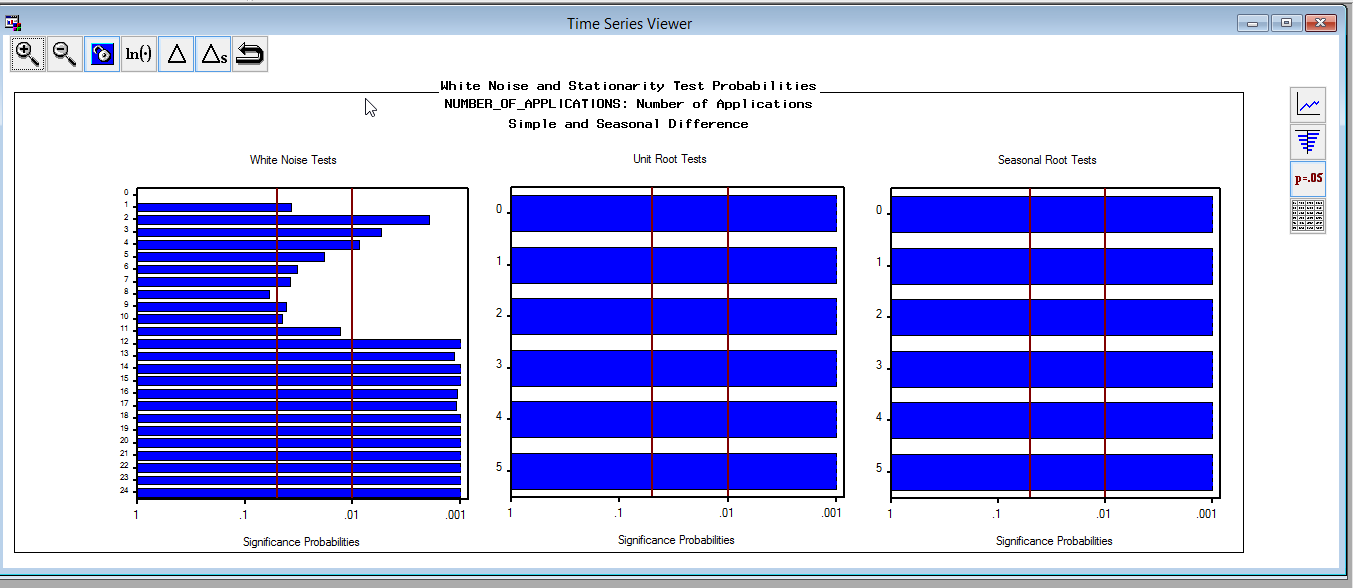 Time Series Viewer
ln(·)
Δ
Δs
White Noise and Stationarity Test Probabilities
NUMBER_OF_APPLICATIONS: Number of Applications
Simple and Seasonal Difference
White Noise Tests
0
1
2
3
4
5
6
7
8
9
10
11
12
13
14
15
16
17
18
19
20
21
22
23
24
1 .1 .01 .001
Significance Probabilities
Unit Root Tests
0
1
2
3
4
5
1 .1 .01 .001
Significance Probabilities
Seasonal Root Tests
0
1
2
3
4
5
1 .1 .01 .001
Significance Probabilities
p=.05